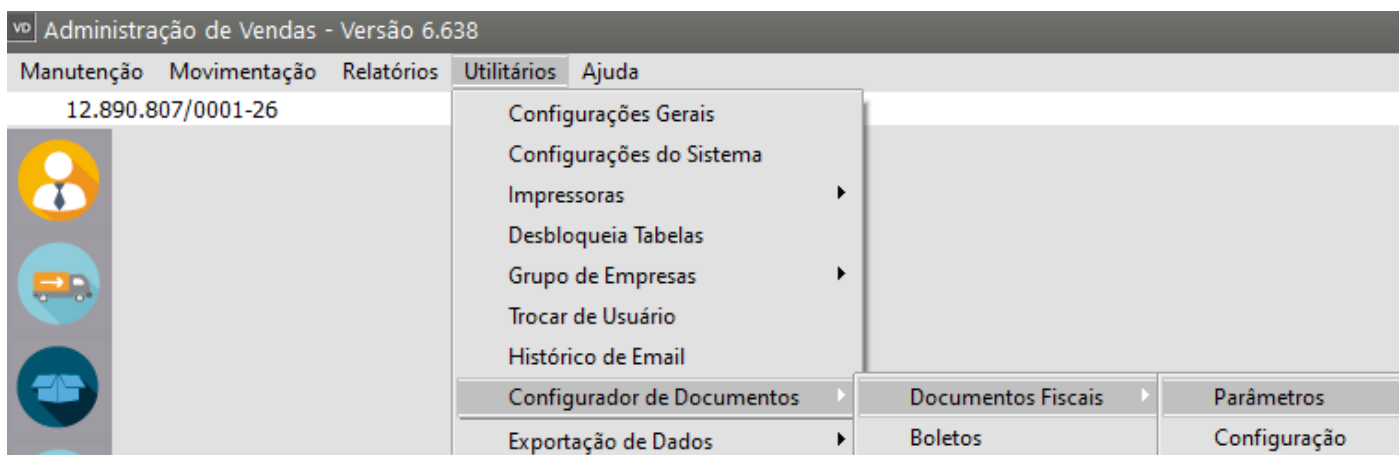 VD Administração de Vendas - Versão 6.638
Manutenção Movimentação Relatórios Utilitários Ajuda
12.890.807/0001-26
Configurações Gerais
Configurações do Sistema
Impressoras
Desbloqueia Tabelas
Grupo de Empresas
Trocar de Usuário
Histórico de Email
Configurador de Documentos Documentos Fiscais Parâmetros
Exportação de Dados Boletos Configuração